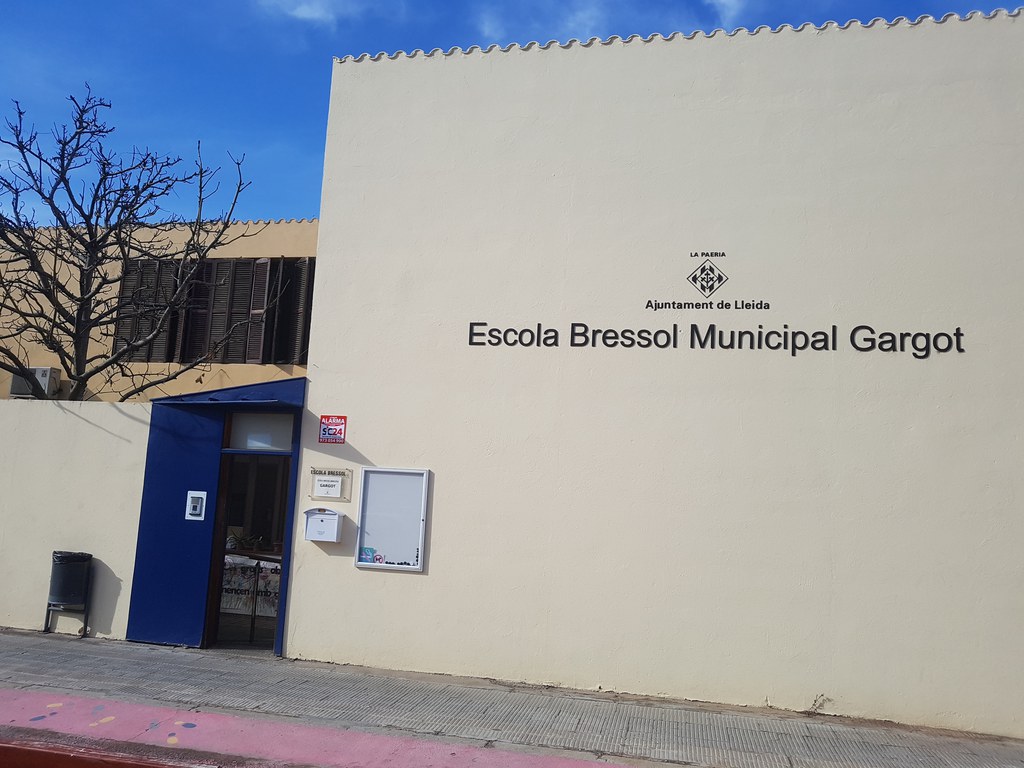 LA PAERIA
Ajuntament de Lleida
Escola Bressol Municipal Gargot
ALARMA
SC24
ESCOLA BRESSOL
GARGOT